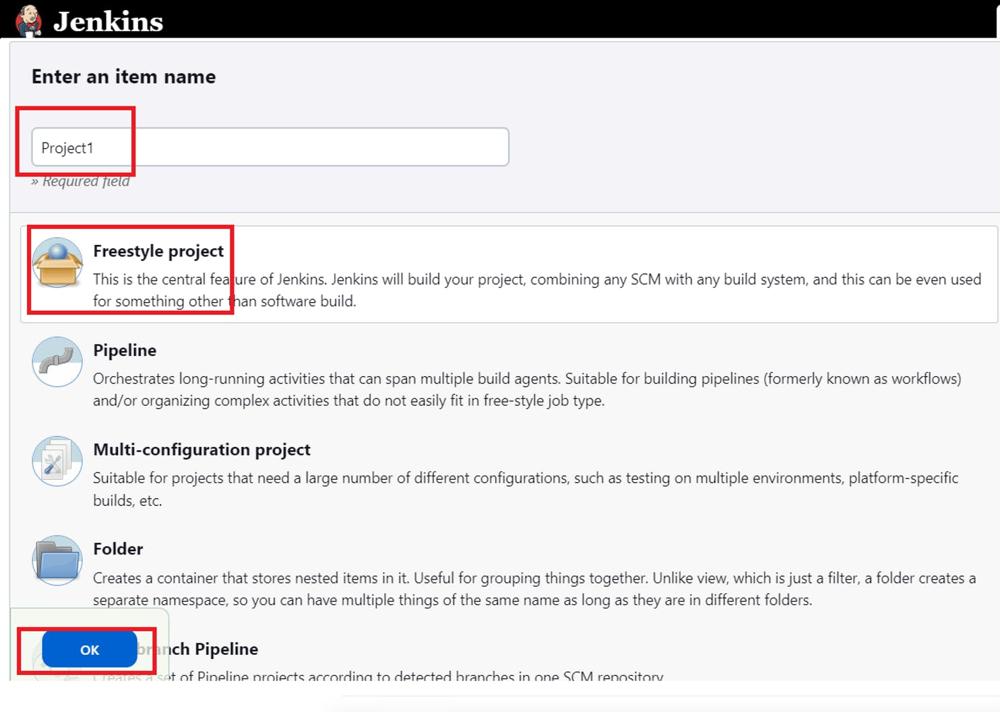 Jenkins
Enter an item name
Project1
» Required field
Freestyle project
This is the central feature of Jenkins. Jenkins will build your project, combining any SCM with any build system, and this can be even used
for something other than software build.
Pipeline
Orchestrates long-running activities that can span multiple build agents. Suitable for building pipelines (formerly known as workflows)
and/or organizing complex activities that do not easily fit in free-style job type.
Multi-configuration project
Suitable for projects that need a large number of different configurations, such as testing on multiple environments, platform-specific
builds, etc.
Folder
Creates a container that stores nested items in it. Useful for grouping things together. Unlike view, which is just a filter, a folder creates a
separate namespace, so you can have multiple things of the same name as long as they are in different folders.
OK
branch Pipeline
Creates a set of Pipeline projects according to detected branches in one SCM repository